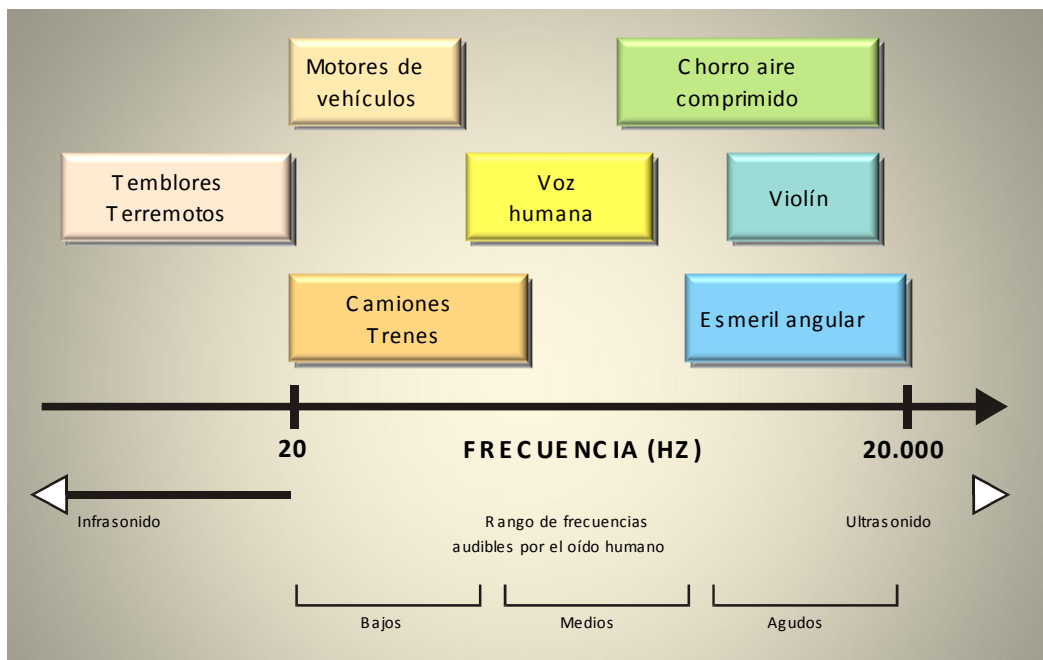 Motores de
vehículos
Chorro aire
comprimido
Temblores
Terremotos
Voz
humana
Violín
Camiones
Trenes
Esmeril angular
20
FRECUENCIA (HZ)
20.000
Infrasonido
Rango de frecuencias
audibles por el oído humano
Ultrasonido
Bajos
Medios
Agudos